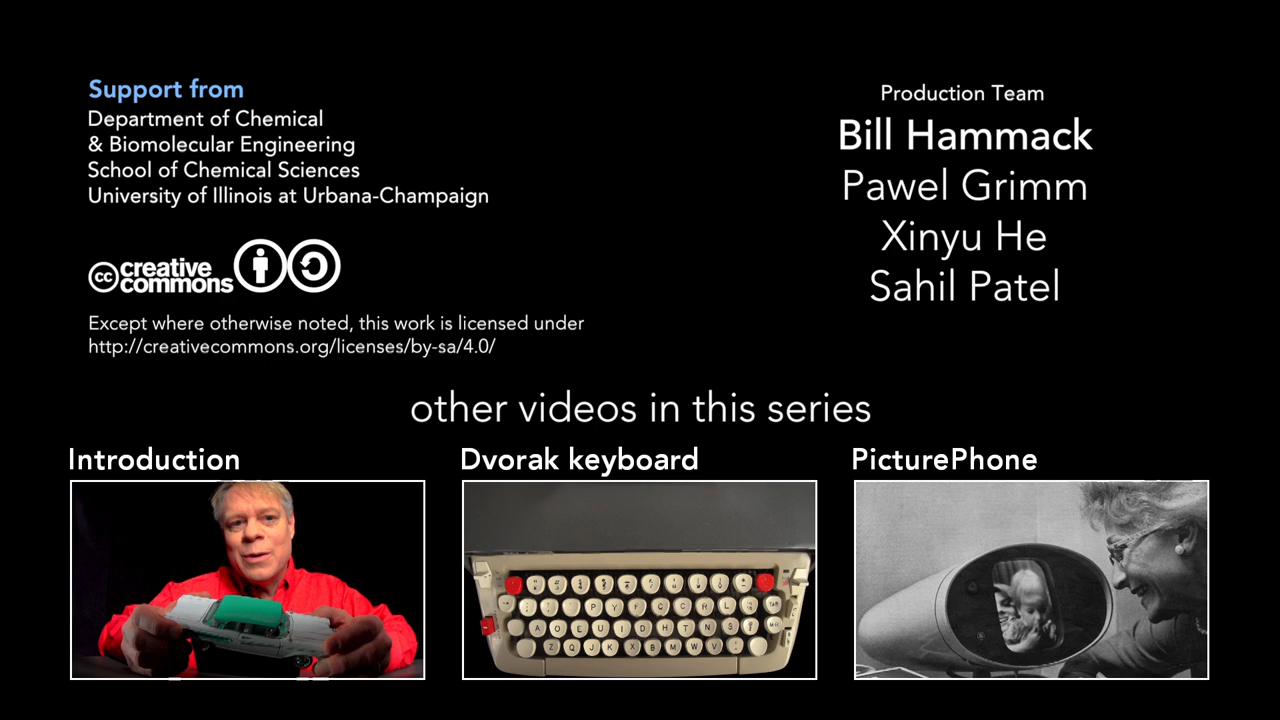 Support from
Department of Chemical
& Biomolecular Engineering
School of Chemical Sciences
University of Illinois at Urbana-Champaign
cc creative
commons
Except where otherwise noted, this work is licensed under
http://creativecommons.org/licenses/by-sa/4.0/
Production Team
Bill Hammack
Pawel Grimm
Xinyu He
Sahil Patel
other videos in this series
Introduction
Dvorak keyboard
PicturePhone
P Y F G C R L
A O E U I D H T N S
Z Q J K X B M W V